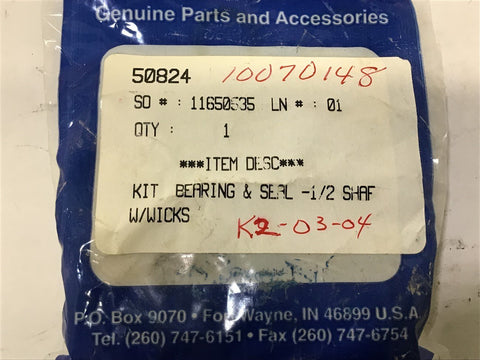 Genuine Parts and Accessories
50824 10070148
SO # : 11650535 LN # : 01
QTY : 1
***ITEM DESC***
KIT BEARING & SEAL -1/2 SHAF
W/WICKS
K2-03-04
P.O. Box 9070 • Fort Wayne, IN 46899 U.S.A.
Tel. (260) 747-6151 • Fax (260) 747-6754